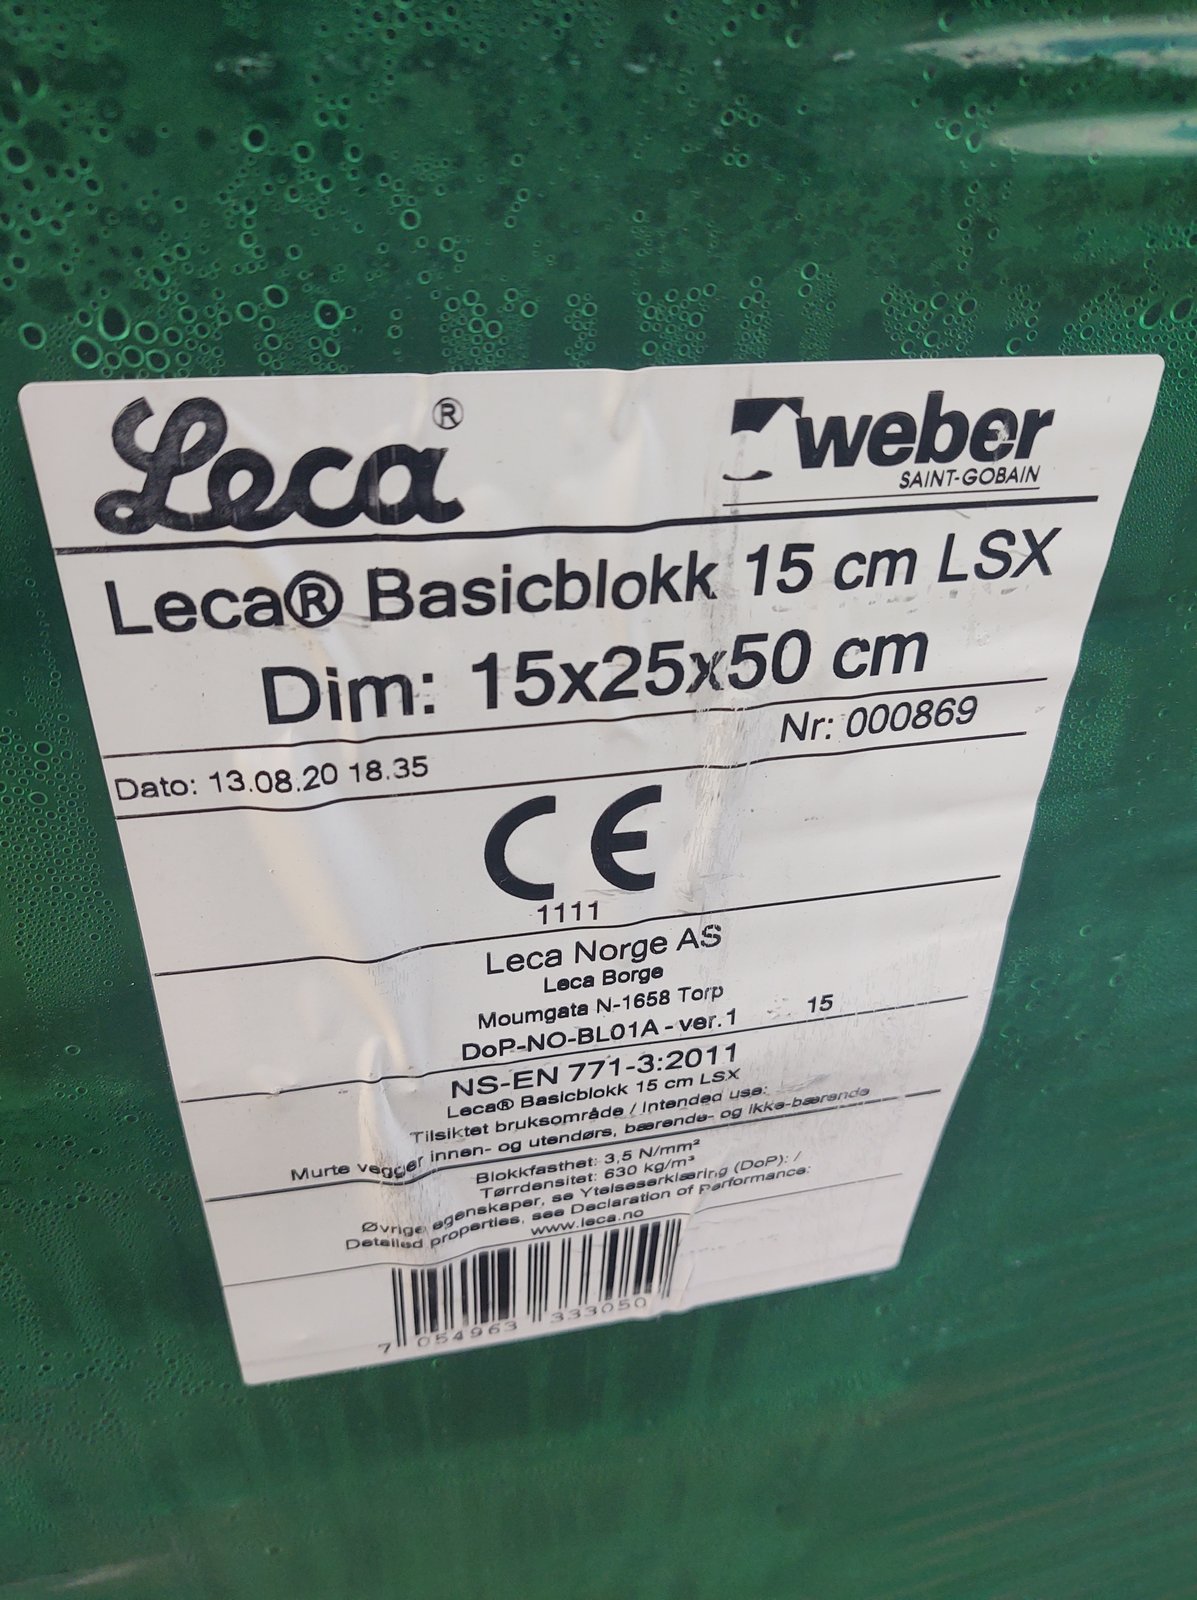 Leca®
weber
SAINT-GOBAIN
Leca® Basicblokk 15 cm LSX
Dim: 15x25x50 cm
Nr: 000869
Dato: 13.08.20 18.35
CE
1111
Leca Norge AS
Leca Borge
Moumgata N-1658 Torp
DoP-NO-BL01A - ver.1 15
NS-EN 771-3:2011
Leca® Basicblokk 15 cm LSX
Tilsiktet bruksområde / Intended use:
Murte vegger innen- og utendørs, bærende- og ikke-bærende
Blokkfasthet: 3,5 N/mm²
Tørrdensitet: 630 kg/m³
Øvrige egenskaper, se Ytelseserklæring (DoP): /
Detailed properties, see Declaration of Performance:
www.leca.no
7 054963 333050